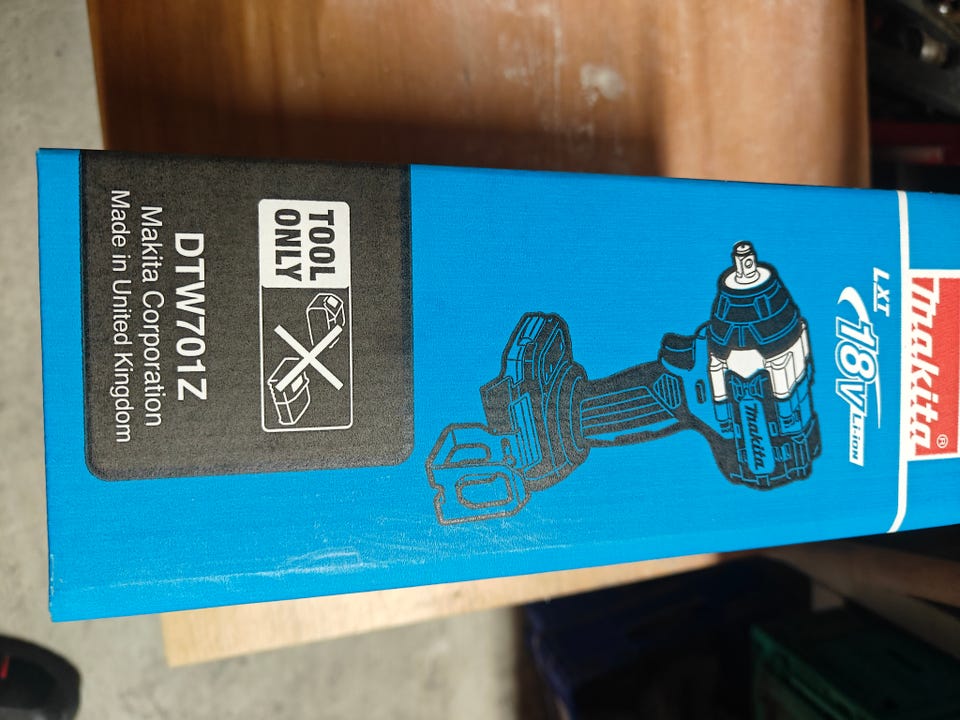 makita®
LXT
18V Li-ion
makita
TOOL
ONLY
DTW701Z
Makita Corporation
Made in United Kingdom